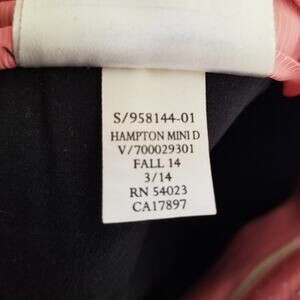 S/958144-01
HAMPTON MINI D
V/700029301
FALL 14
3/14
RN 54023
CA17897